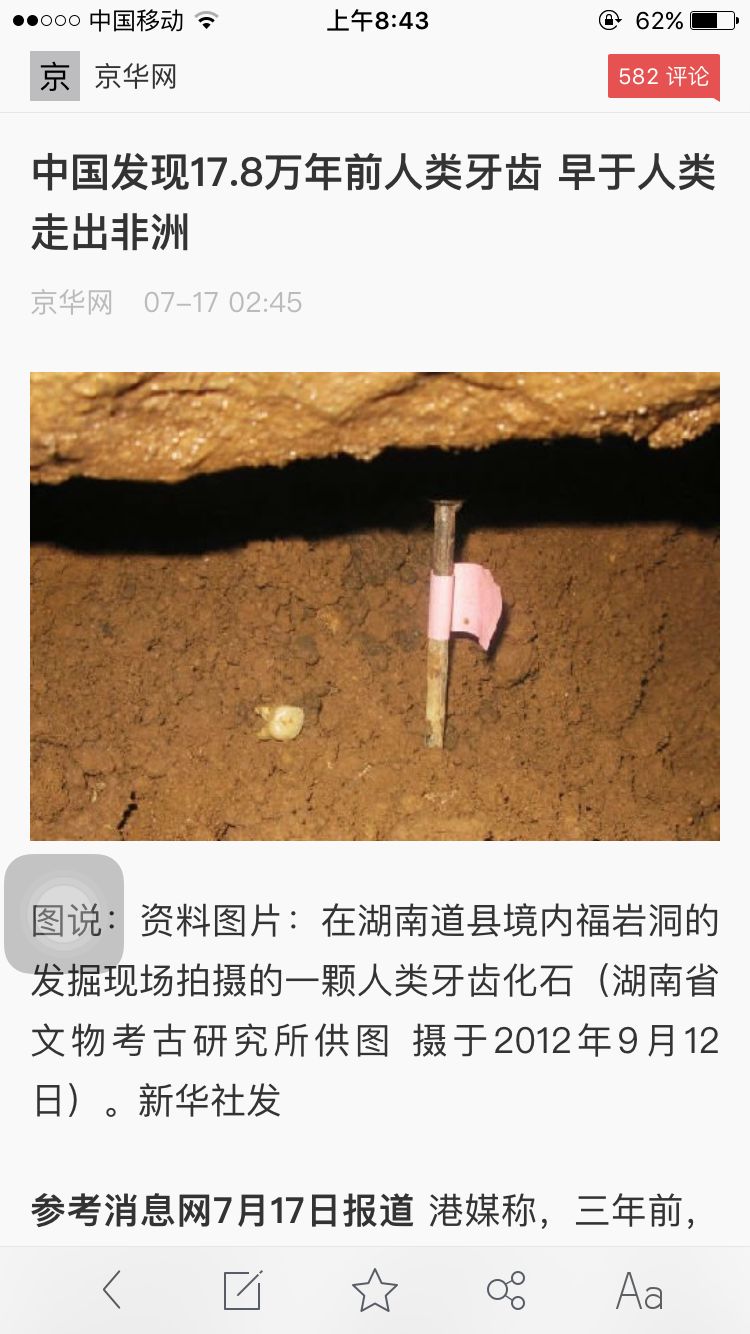 中国移动 上午8:43 62%
京 京华网 582 评论
中国发现17.8万年前人类牙齿 早于人类
走出非洲
京华网 07-17 02:45
图说：资料图片：在湖南道县境内福岩洞的
发掘现场拍摄的一颗人类牙齿化石（湖南省
文物考古研究所供图 摄于2012年9月12
日）。新华社发
参考消息网7月17日报道 港媒称，三年前，
Aa